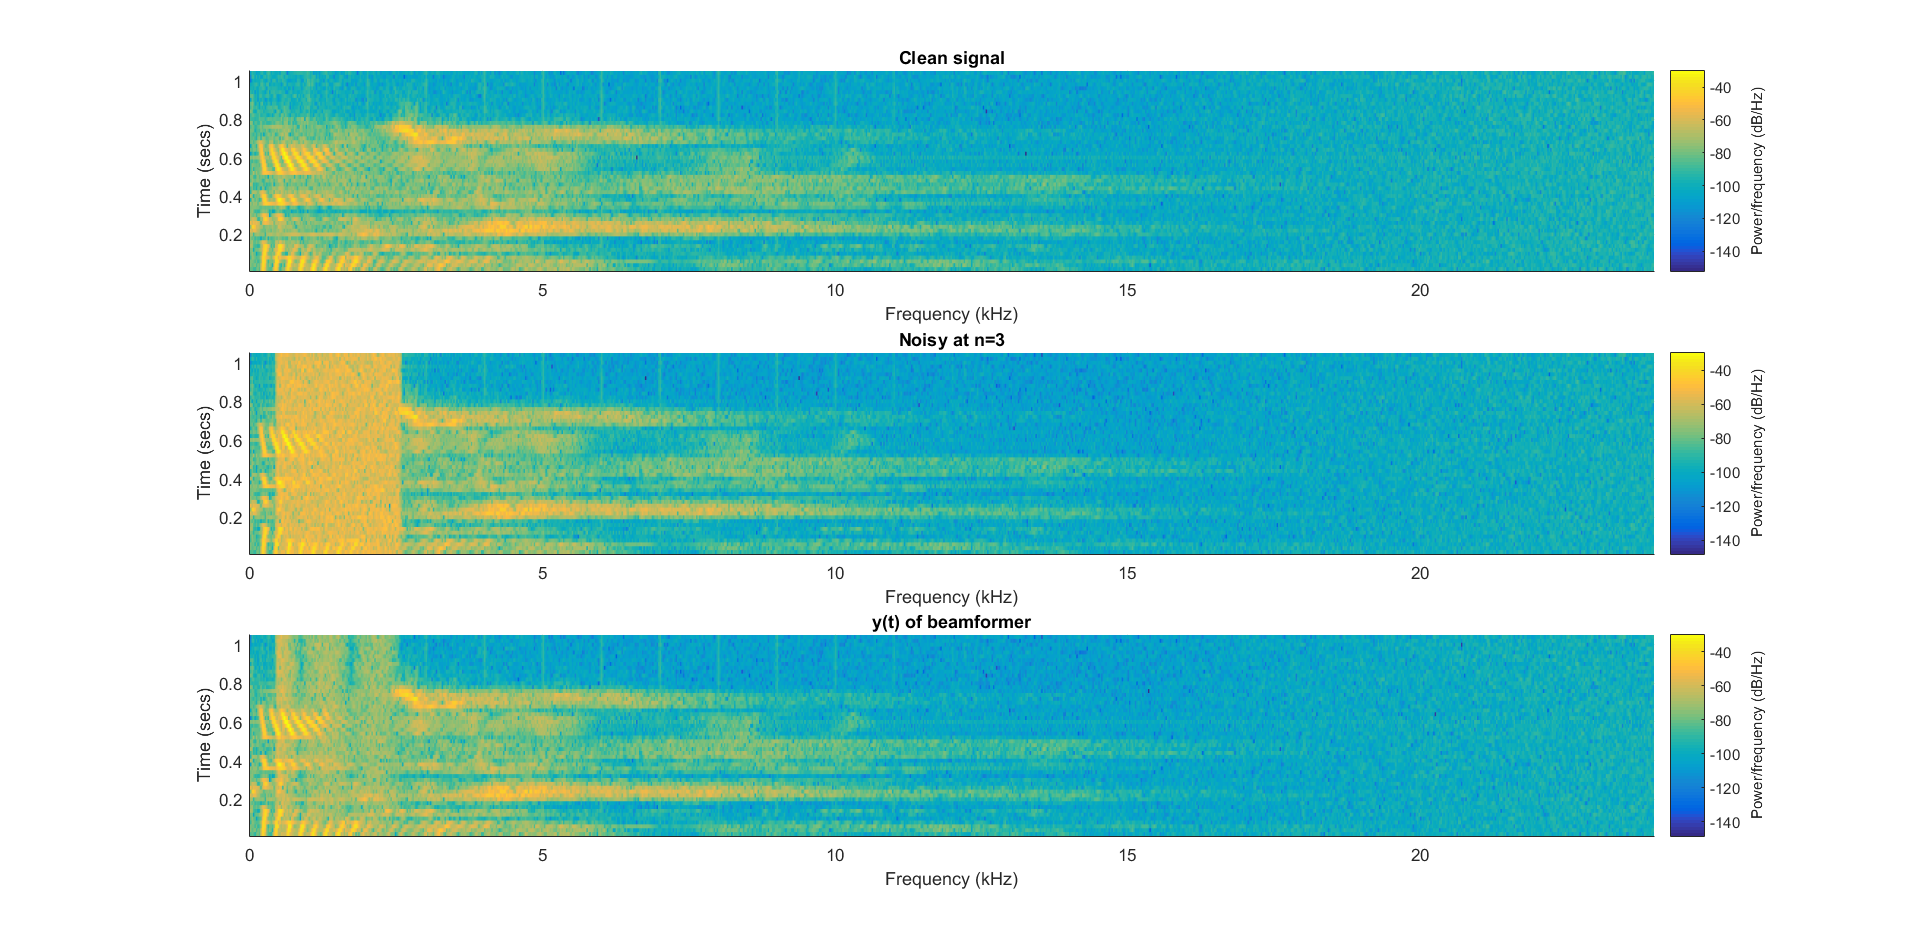 Clean signal
1
0.8
0.6
0.4
0.2
Time (secs)
0 5 10 15 20
Frequency (kHz)
-40
-60
-80
-100
-120
-140
Power/frequency (dB/Hz)
Noisy at n=3
1
0.8
0.6
0.4
0.2
Time (secs)
0 5 10 15 20
Frequency (kHz)
-40
-60
-80
-100
-120
-140
Power/frequency (dB/Hz)
y(t) of beamformer
1
0.8
0.6
0.4
0.2
Time (secs)
0 5 10 15 20
Frequency (kHz)
-40
-60
-80
-100
-120
-140
Power/frequency (dB/Hz)